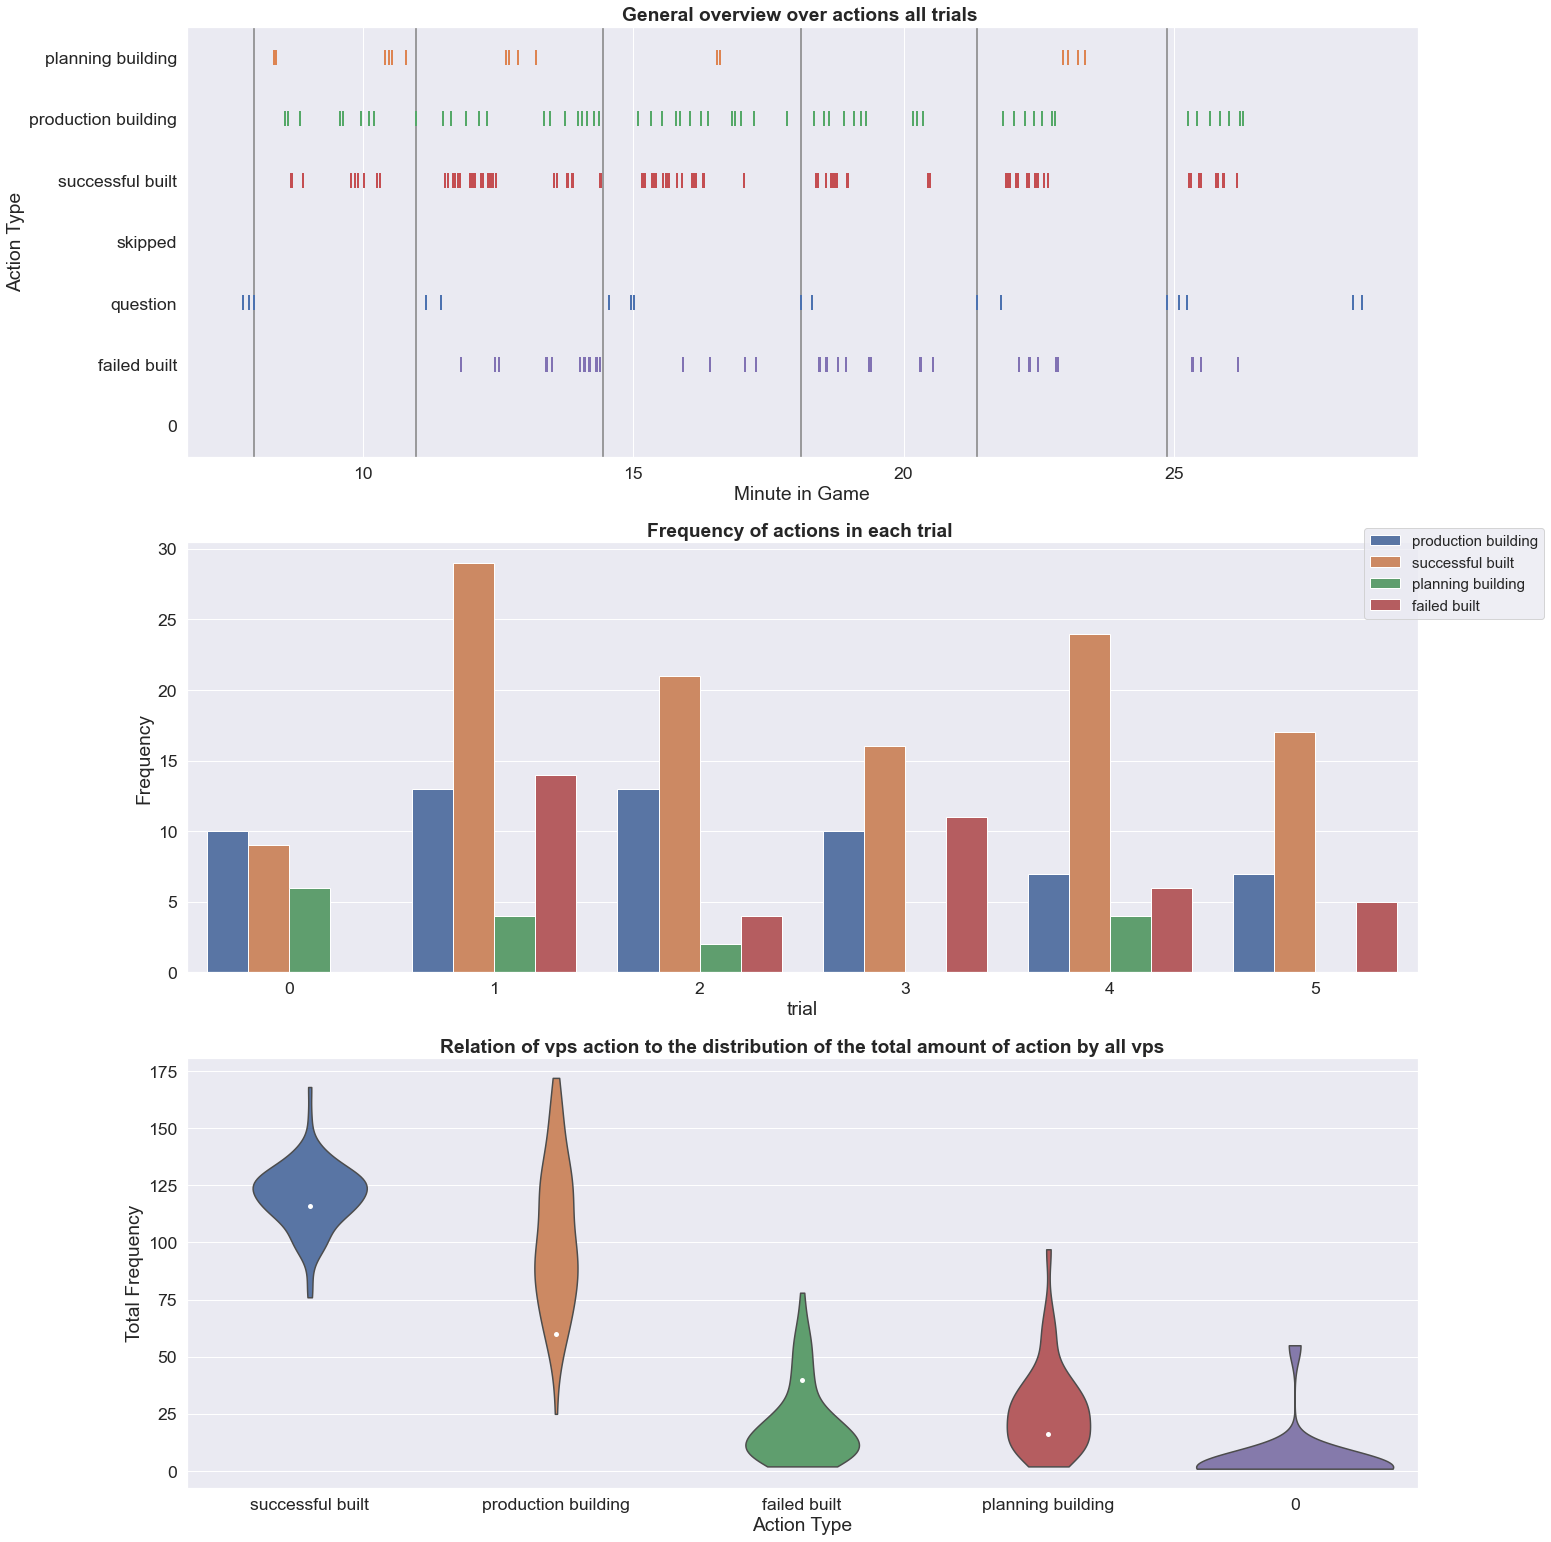 General overview over actions all trials
planning building
production building
successful built
skipped
question
failed built
0
Action Type
10 15 20 25
Minute in Game
Frequency of actions in each trial
production building
successful built
planning building
failed built
30
25
20
15
10
5
0
Frequency
0 1 2 3 4 5
trial
Relation of vps action to the distribution of the total amount of action by all vps
175
150
125
100
75
50
25
0
Total Frequency
successful built production building failed built planning building 0
Action Type